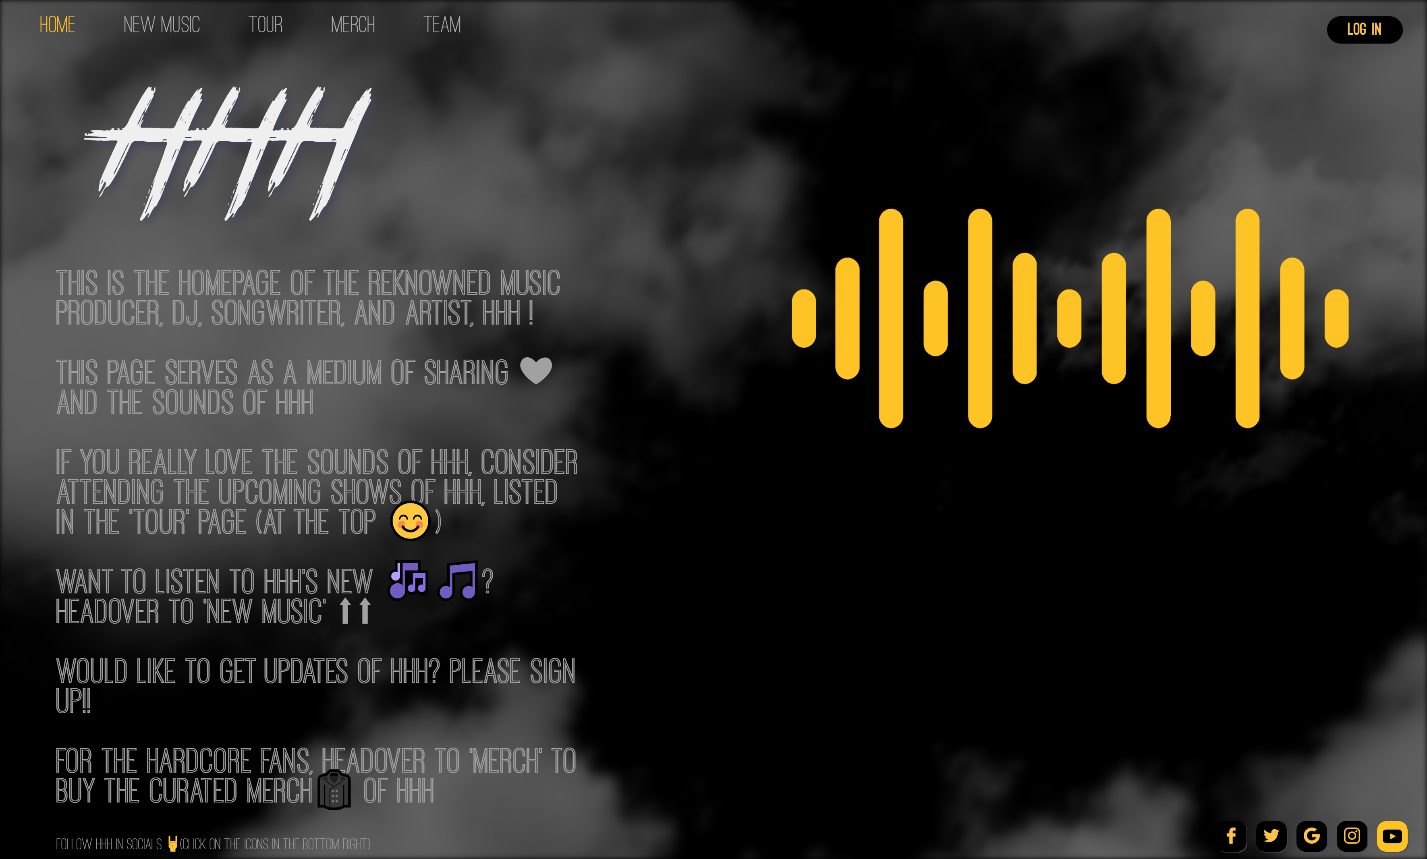 HOME NEW MUSIC TOUR MERCH TEAM LOG IN
HHH
THIS IS THE HOMEPAGE OF THE REKNOWNED MUSIC
PRODUCER, DJ, SONGWRITER, AND ARTIST, HHH !
THIS PAGE SERVES AS A MEDIUM OF SHARING
AND THE SOUNDS OF HHH
IF YOU REALLY LOVE THE SOUNDS OF HHH, CONSIDER
ATTENDING THE UPCOMING SHOWS OF HHH, LISTED
IN THE 'TOUR' PAGE (AT THE TOP 😊)
WANT TO LISTEN TO HHH'S NEW 🎶 🎵?
HEADOVER TO 'NEW MUSIC' ⬆⬆
WOULD LIKE TO GET UPDATES OF HHH? PLEASE SIGN
UP!!
FOR THE HARDCORE FANS, HEADOVER TO 'MERCH' TO
BUY THE CURATED MERCH OF HHH
FOLLOW HHH IN SOCIALS 🤘(CLICK ON THE ICONS IN THE BOTTOM RIGHT)